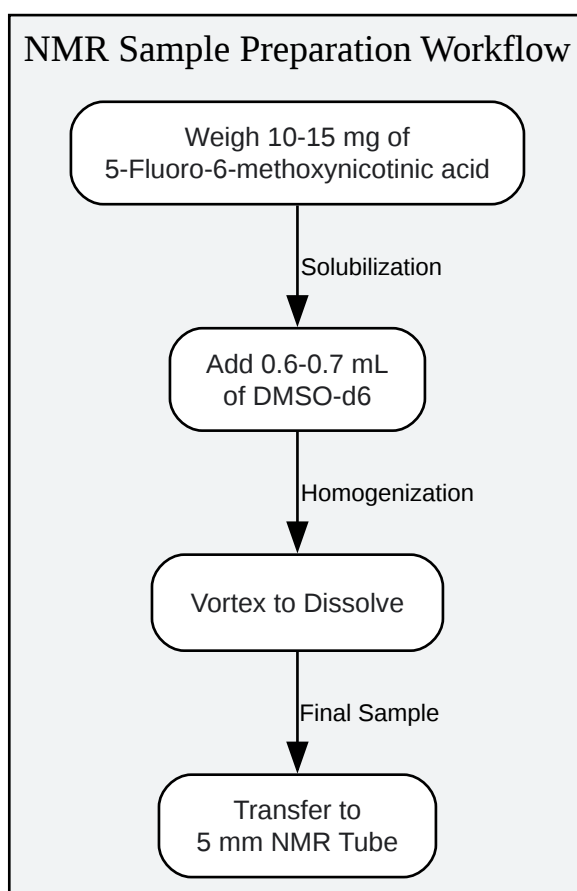 NMR Sample Preparation Workflow
Weigh 10-15 mg of
5-Fluoro-6-methoxynicotinic acid
Solubilization
Add 0.6-0.7 mL
of DMSO-d6
Homogenization
Vortex to Dissolve
Final Sample
Transfer to
5 mm NMR Tube